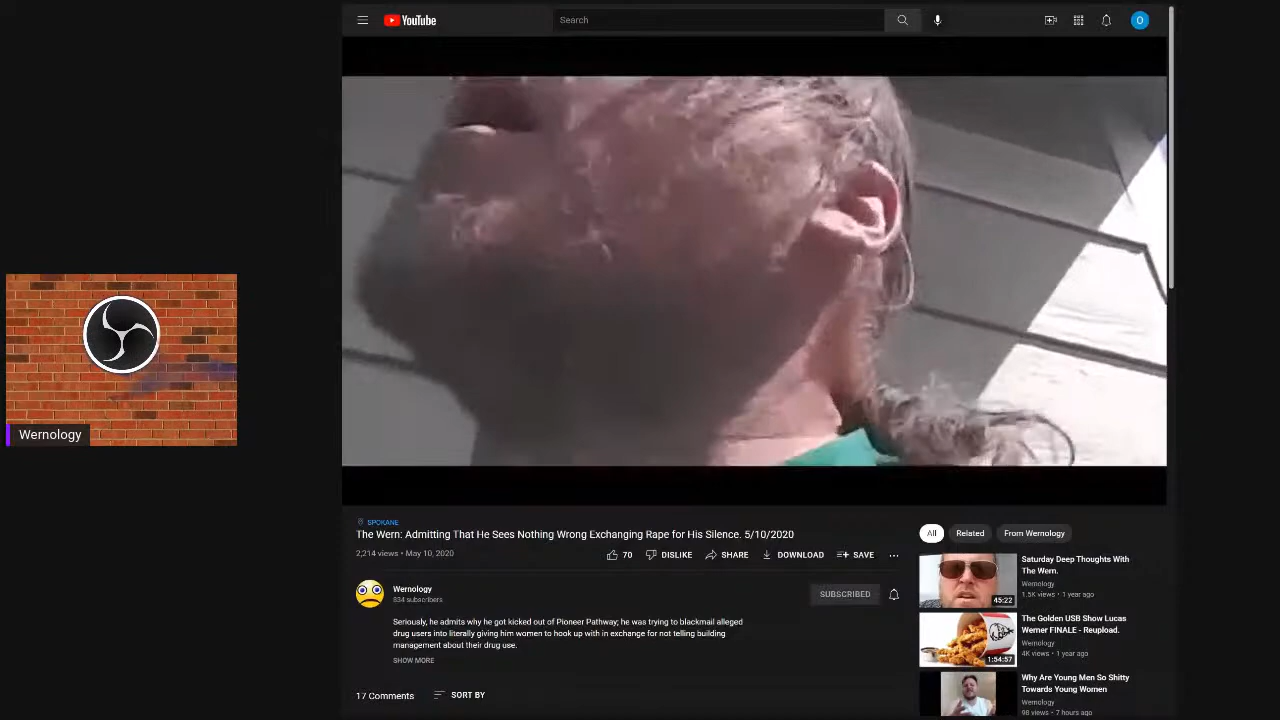 YouTube
Search
O
Wernology
SPOKANE
The Wern: Admitting That He Sees Nothing Wrong Exchanging Rape for His Silence. 5/10/2020
2,214 views • May 10, 2020
70
DISLIKE
SHARE
DOWNLOAD
SAVE
Wernology
834 subscribers
SUBSCRIBED
Seriously, he admits why he got kicked out of Pioneer Pathway; he was trying to blackmail alleged
drug users into literally giving him women to hook up with in exchange for not telling building
management about their drug use.
SHOW MORE
17 Comments
SORT BY
All
Related
From Wernology
45:22
Saturday Deep Thoughts With
The Wern.
Wernology
1.5K views • 1 year ago
1:54:57
The Golden USB Show Lucas
Werner FINALE - Reupload.
Wernology
4K views • 1 year ago
Why Are Young Men So Shitty
Towards Young Women
Wernology
98 views • 7 hours ago